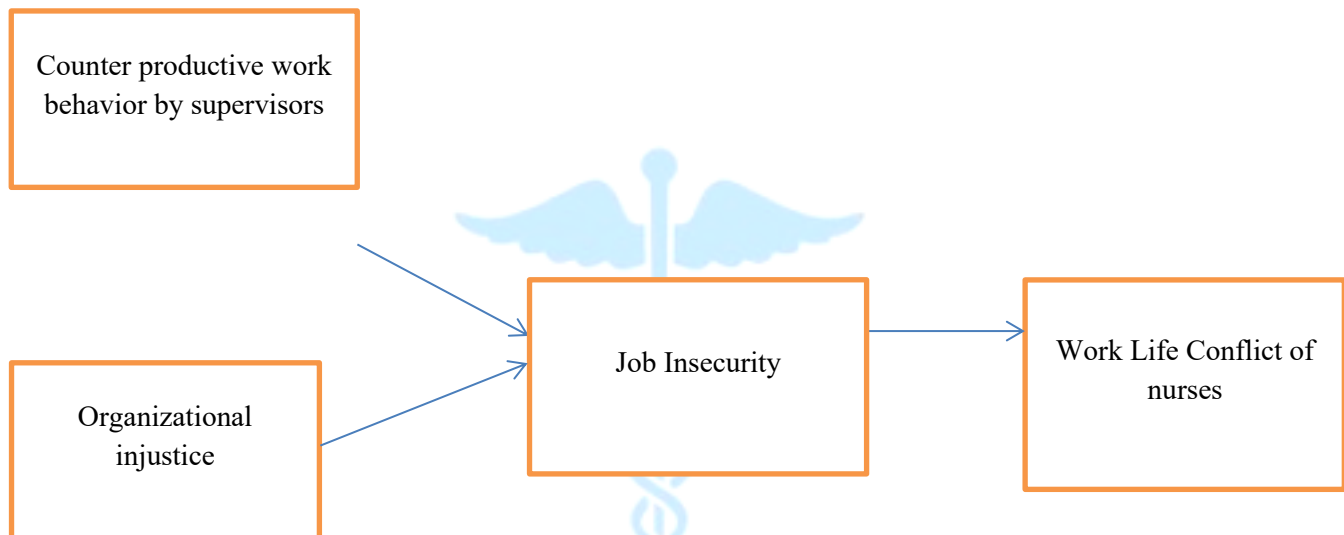 Counter productive work
behavior by supervisors
Job Insecurity
Work Life Conflict of
nurses
Organizational
injustice